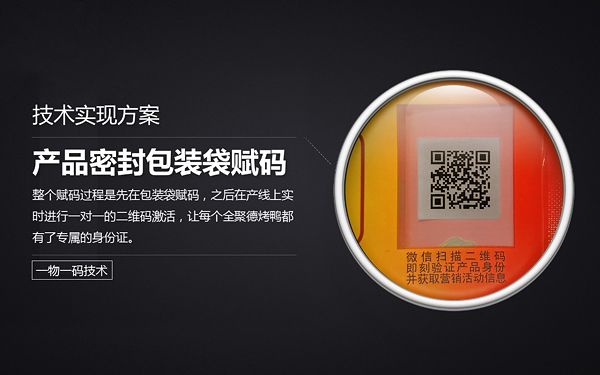 技术实现方案
产品密封包装袋赋码
整个赋码过程是先在包装袋赋码，之后在产线上实
时进行一对一的二维码激活，让每个全聚德烤鸭都
有了专属的身份证。
一物一码技术
微信扫描二维码
即刻验证产品身份
并获取营销活动信息